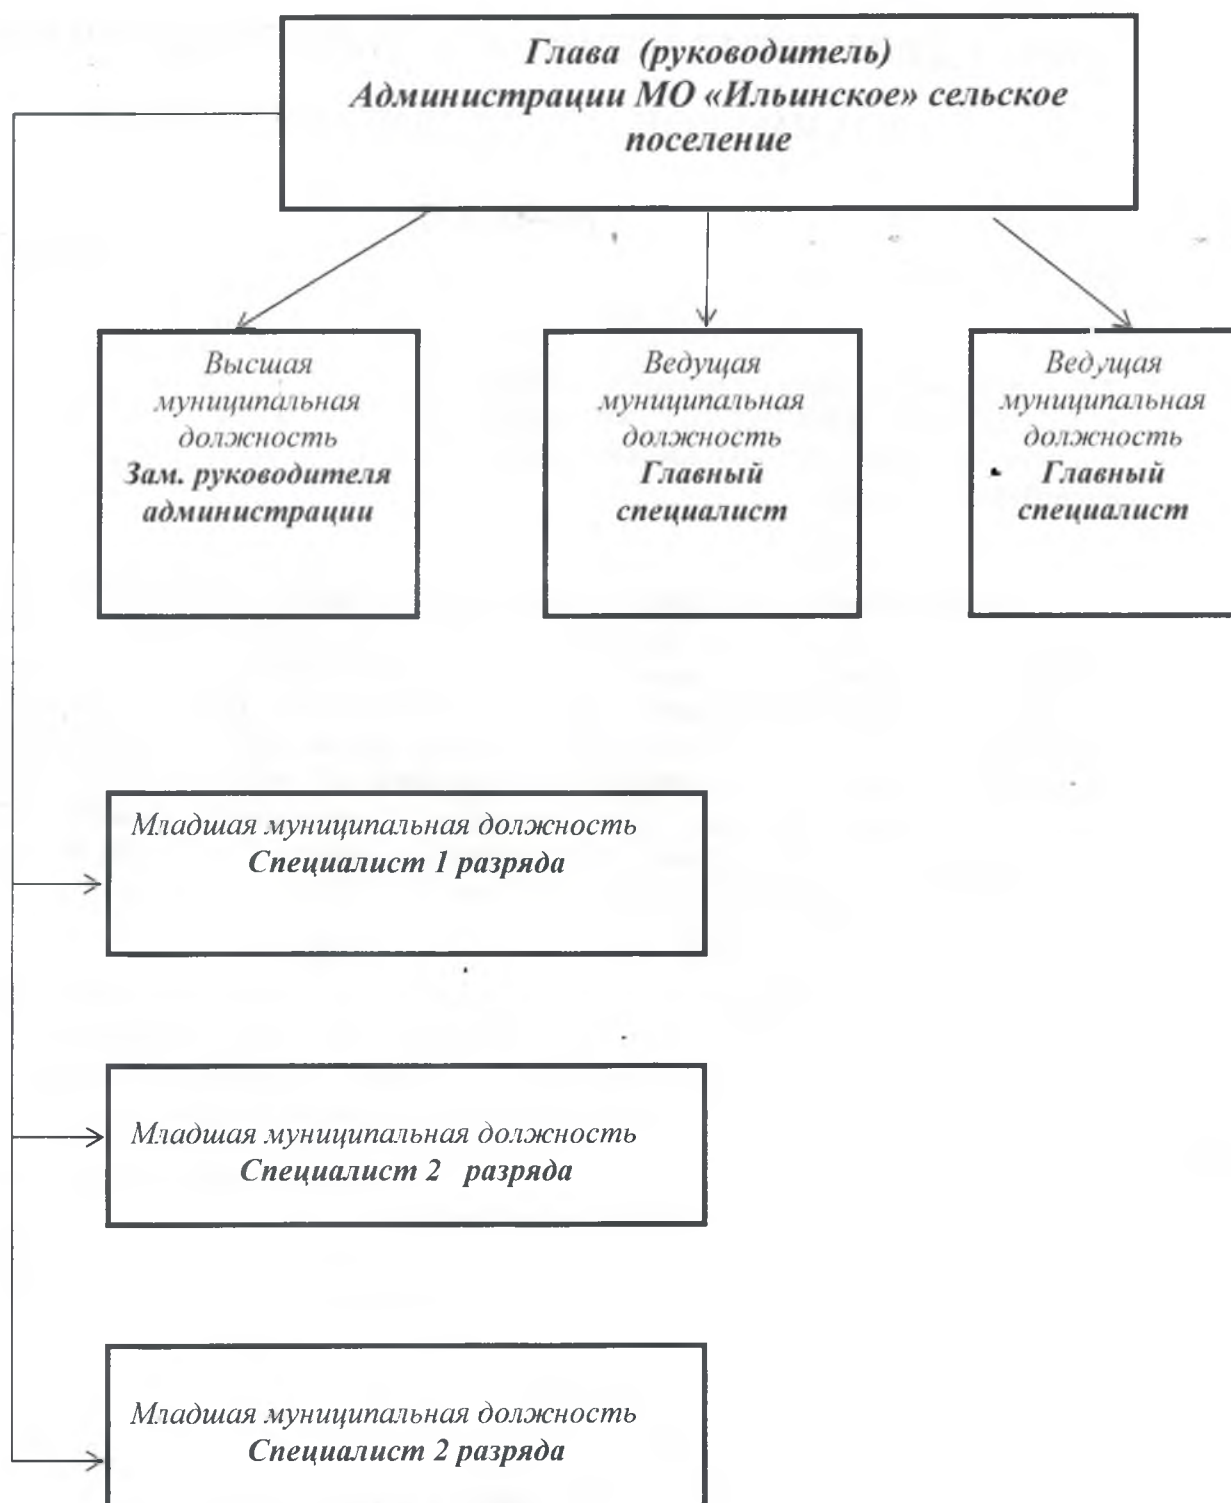 Глава (руководитель)
Администрации МО «Ильинское» сельское
поселение
Высшая
муниципальная
должность
Зам. руководителя
администрации
Ведущая
муниципальная
должность
Главный
специалист
Ведущая
муниципальная
должность
Главный
специалист
Младшая муниципальная должность
Специалист 1 разряда
Младшая муниципальная должность
Специалист 2 разряда
Младшая муниципальная должность
Специалист 2 разряда